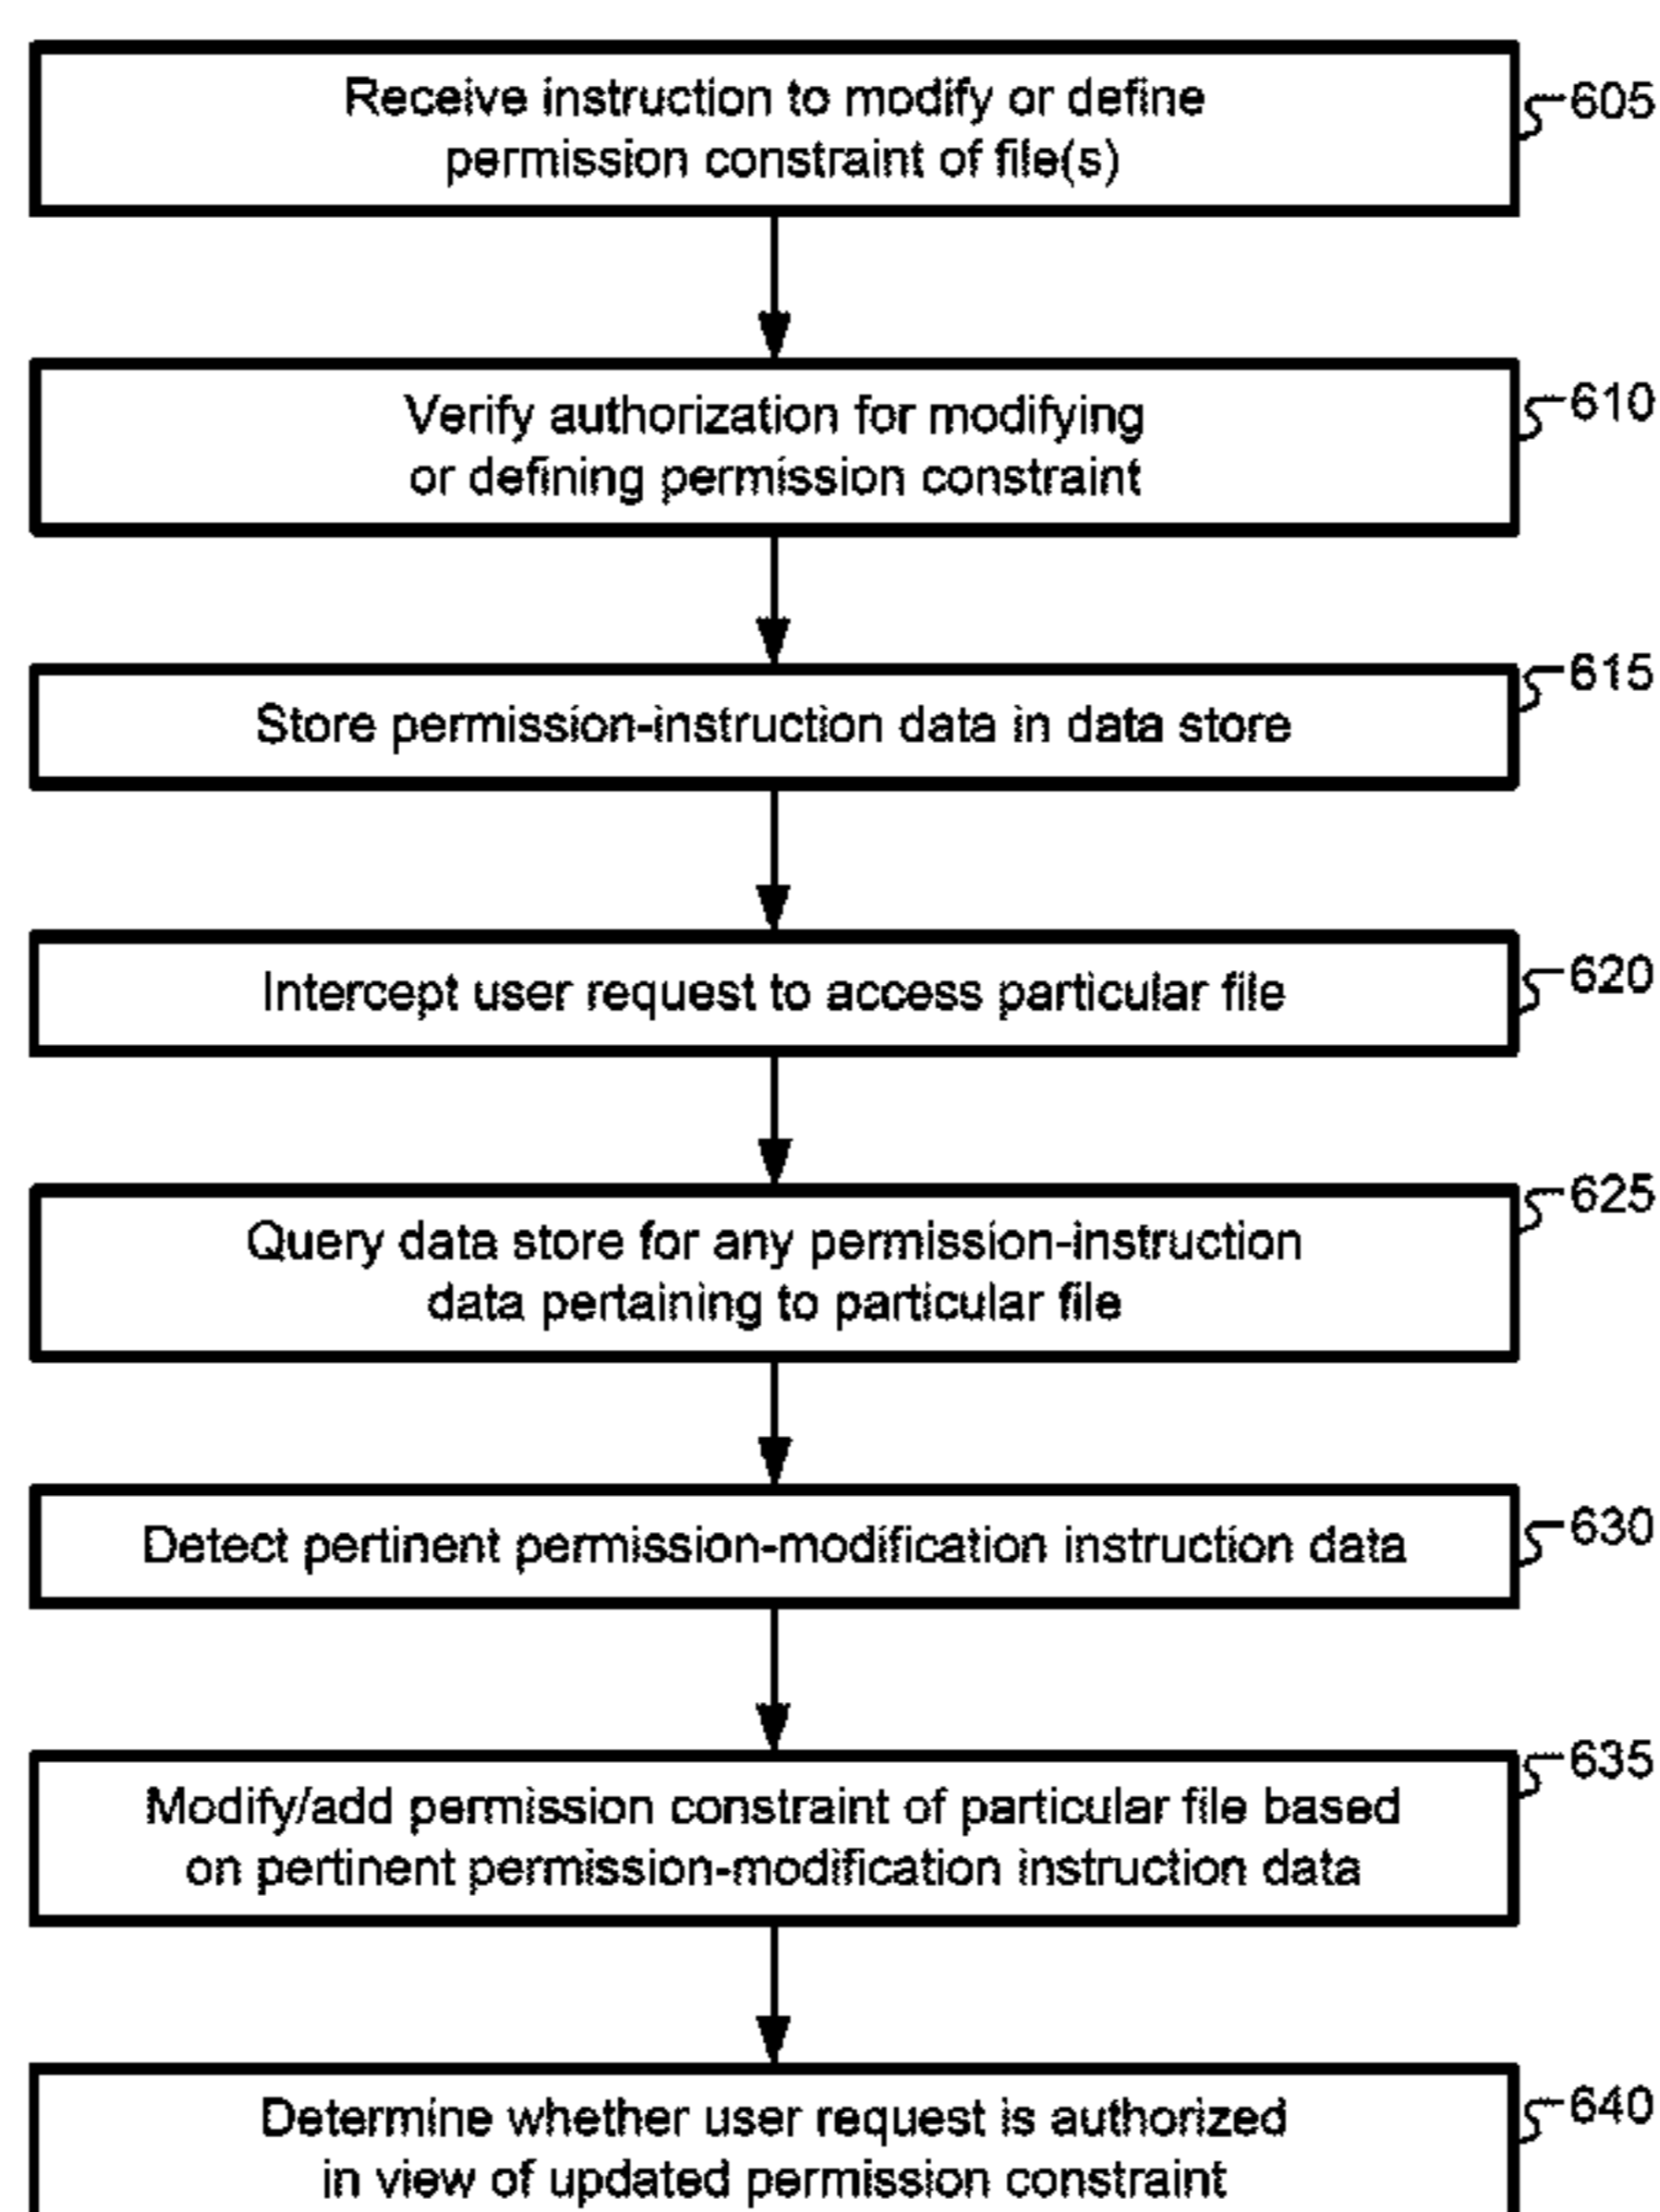 Receive instruction to modify or define
permission constraint of file(s)
605
Verify authorization for modifying
or defining permission constraint
610
Store permission-instruction data in data store
615
Intercept user request to access particular file
620
Query data store for any permission-instruction
data pertaining to particular file
625
Detect pertinent permission-modification instruction data
630
Modify/add permission constraint of particular file based
on pertinent permission-modification instruction data
635
Determine whether user request is authorized
in view of updated permission constraint
640